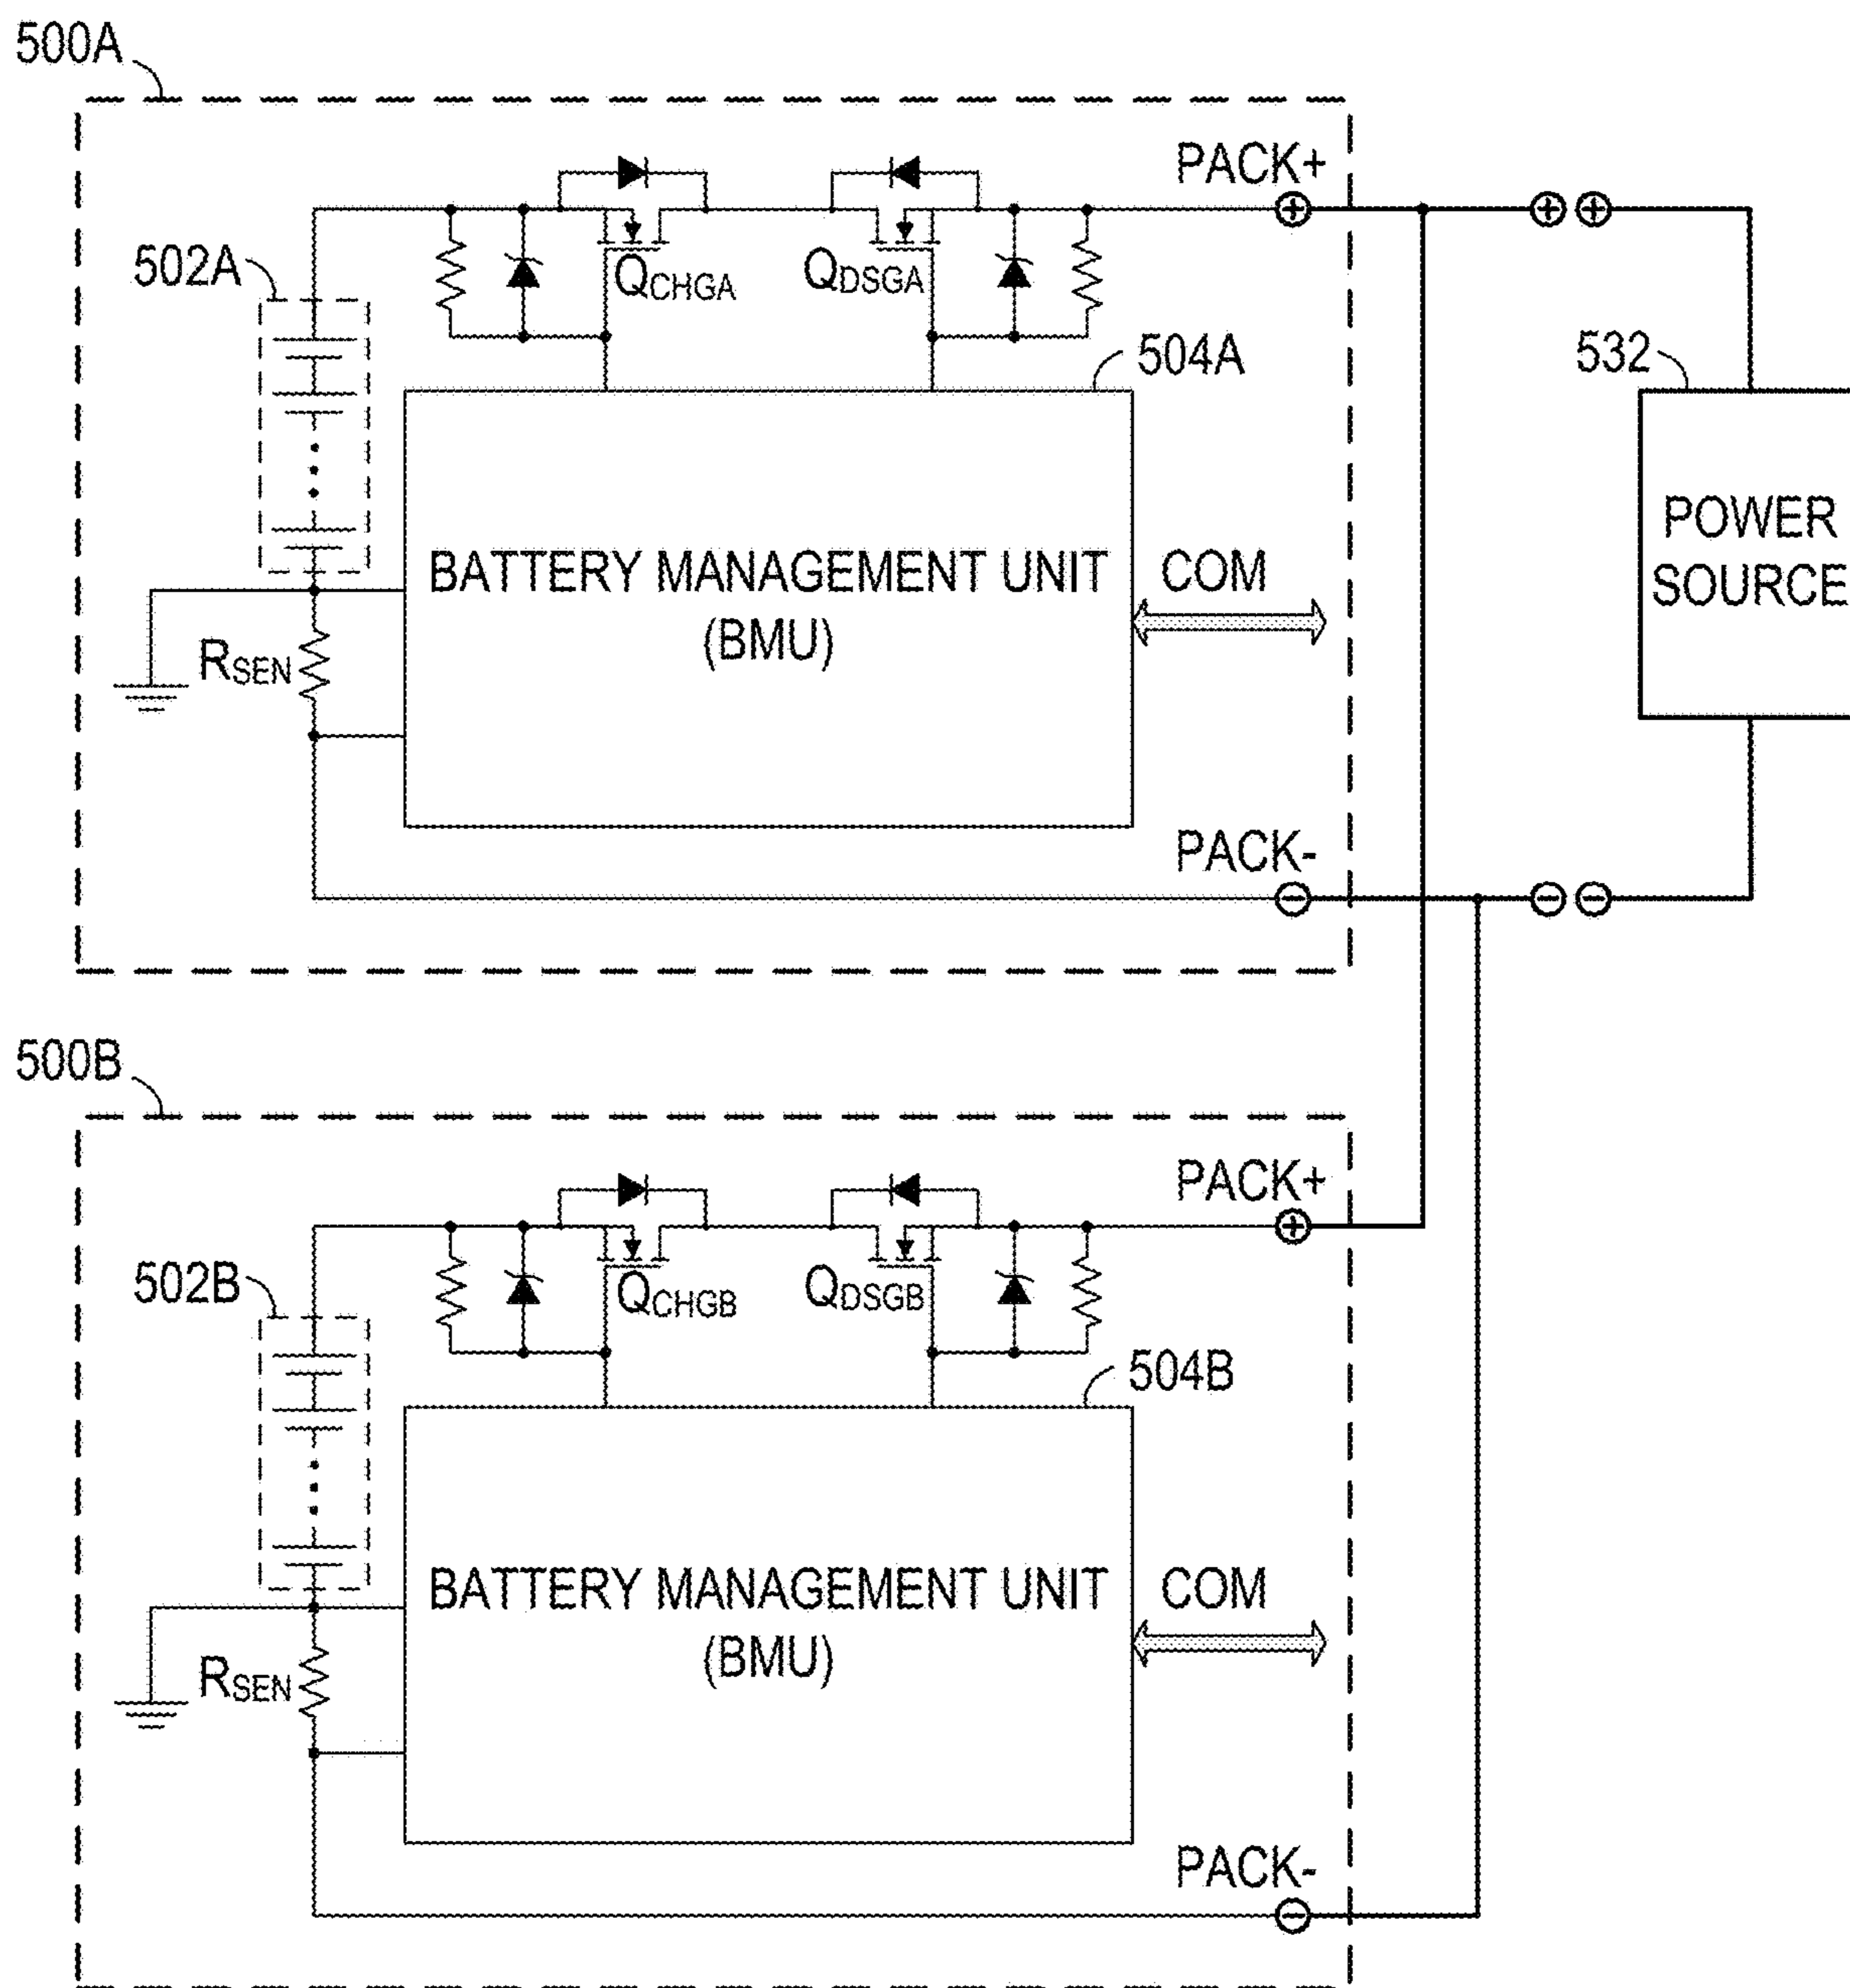 500A
PACK+
502A
QCHGA
QDSGA
504A
532
POWER
SOURCE
BATTERY MANAGEMENT UNIT
(BMU)
COM
RSEN
PACK-
500B
PACK+
502B
QCHGB
QDSGB
504B
BATTERY MANAGEMENT UNIT
(BMU)
COM
RSEN
PACK-